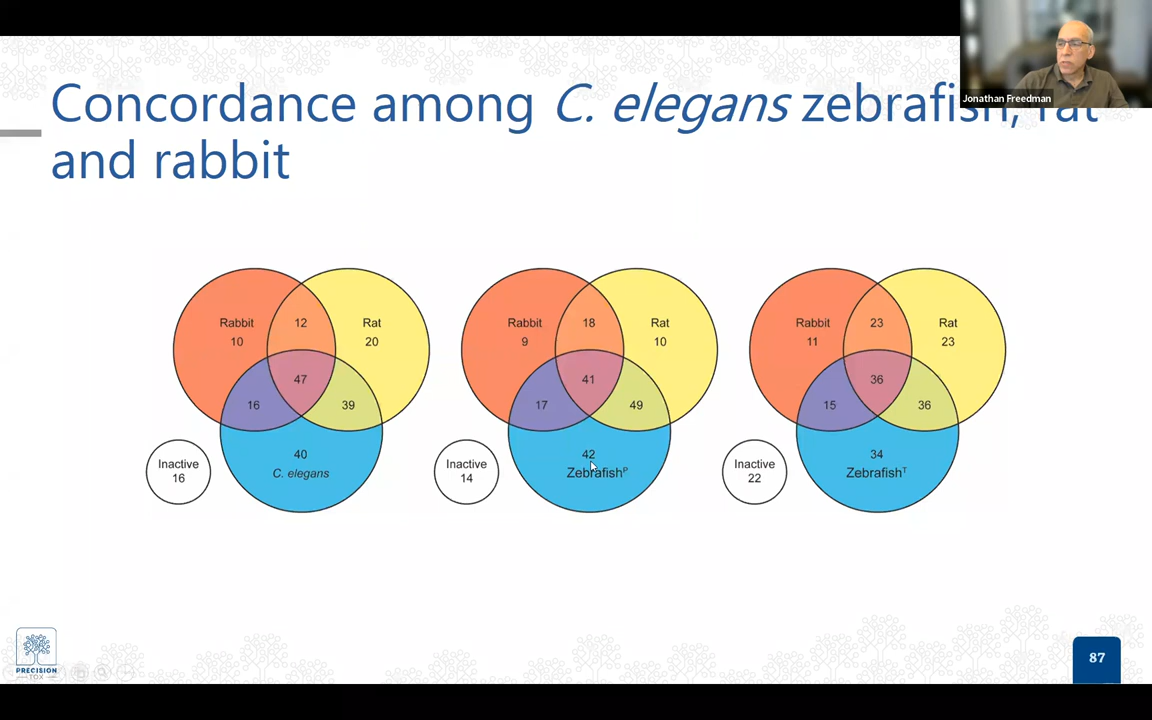 Concordance among C. elegans zebrafish, rat
and rabbit
Jonathan Freedman
Rabbit
10
12
Rat
20
47
16
39
40
C. elegans
Inactive
16
Rabbit
9
18
Rat
10
41
17
49
42
Zebrafishᴾ
Inactive
14
Rabbit
11
23
Rat
23
36
15
36
34
Zebrafishᵀ
Inactive
22
PRECISION
TOX
87